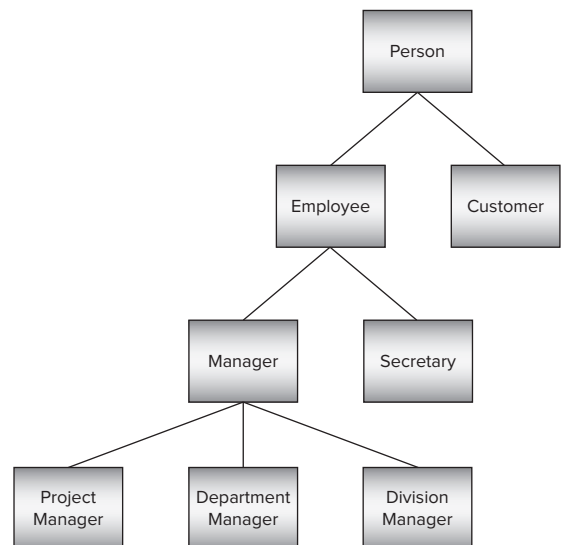 Person
Employee
Customer
Manager
Secretary
Project
Manager
Department
Manager
Division
Manager